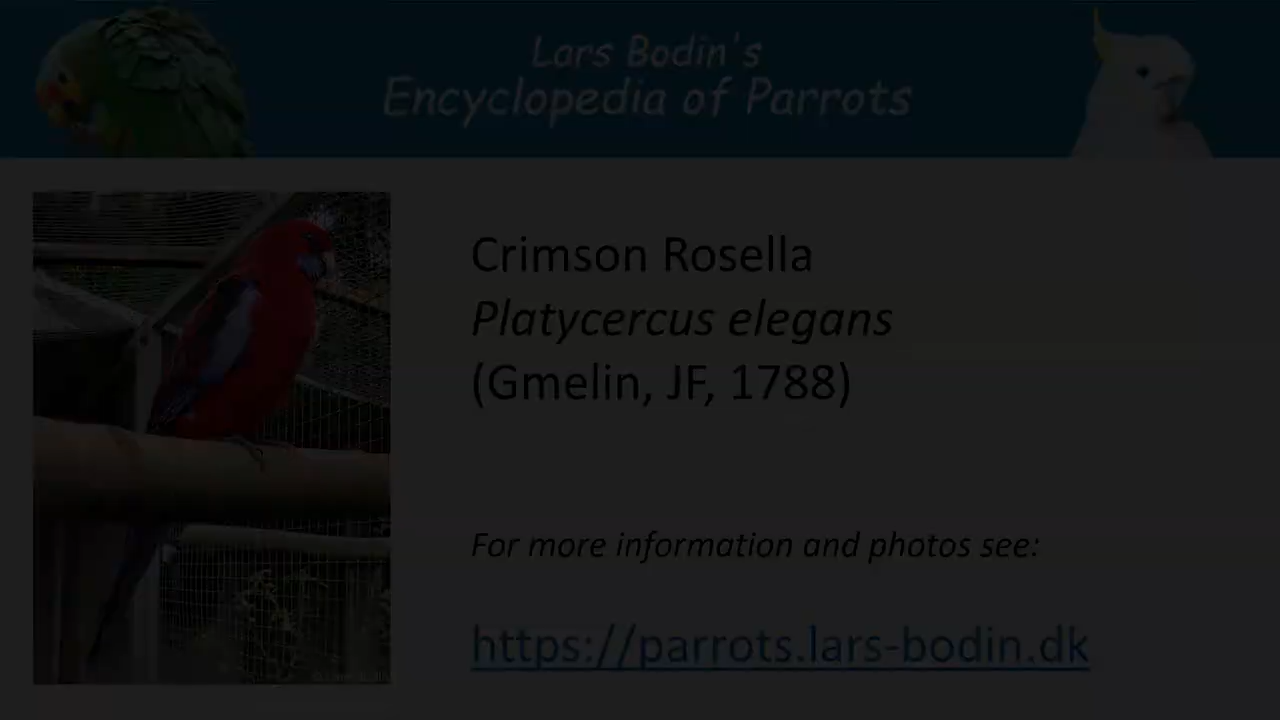 Lars Bodin's
Encyclopedia of Parrots
Crimson Rosella
Platycercus elegans
(Gmelin, JF, 1788)
For more information and photos see:
https://parrots.lars-bodin.dk